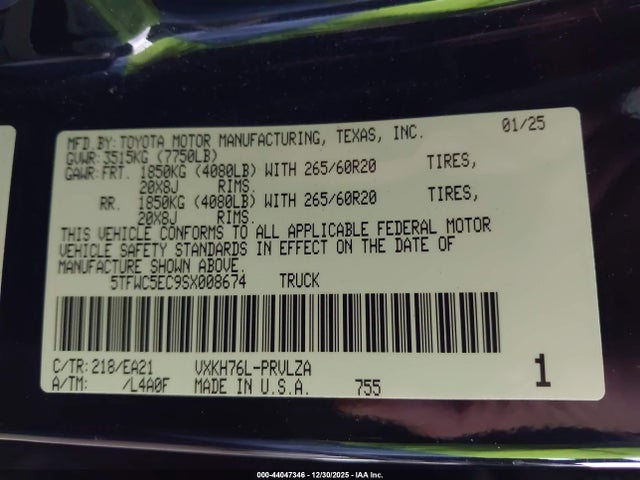 MFD.BY:TOYOTA MOTOR MANUFACTURING, TEXAS, INC. 01/25
GVWR:3515KG (7750LB)
GAWR:FRT. 1850KG (4080LB) WITH 265/60R20 TIRES,
20X8J RIMS.
RR. 1850KG (4080LB) WITH 265/60R20 TIRES,
20X8J RIMS.
THIS VEHICLE CONFORMS TO ALL APPLICABLE FEDERAL MOTOR
VEHICLE SAFETY STANDARDS IN EFFECT ON THE DATE OF
MANUFACTURE SHOWN ABOVE.
5TFWC5EC9SX008674 TRUCK
C/TR:218/EA21 VXKH76L-PRVLZA
A/TM: /L4A0F MADE IN U.S.A. 755 1
000-44047346 - 12/30/2025 - IAA Inc.